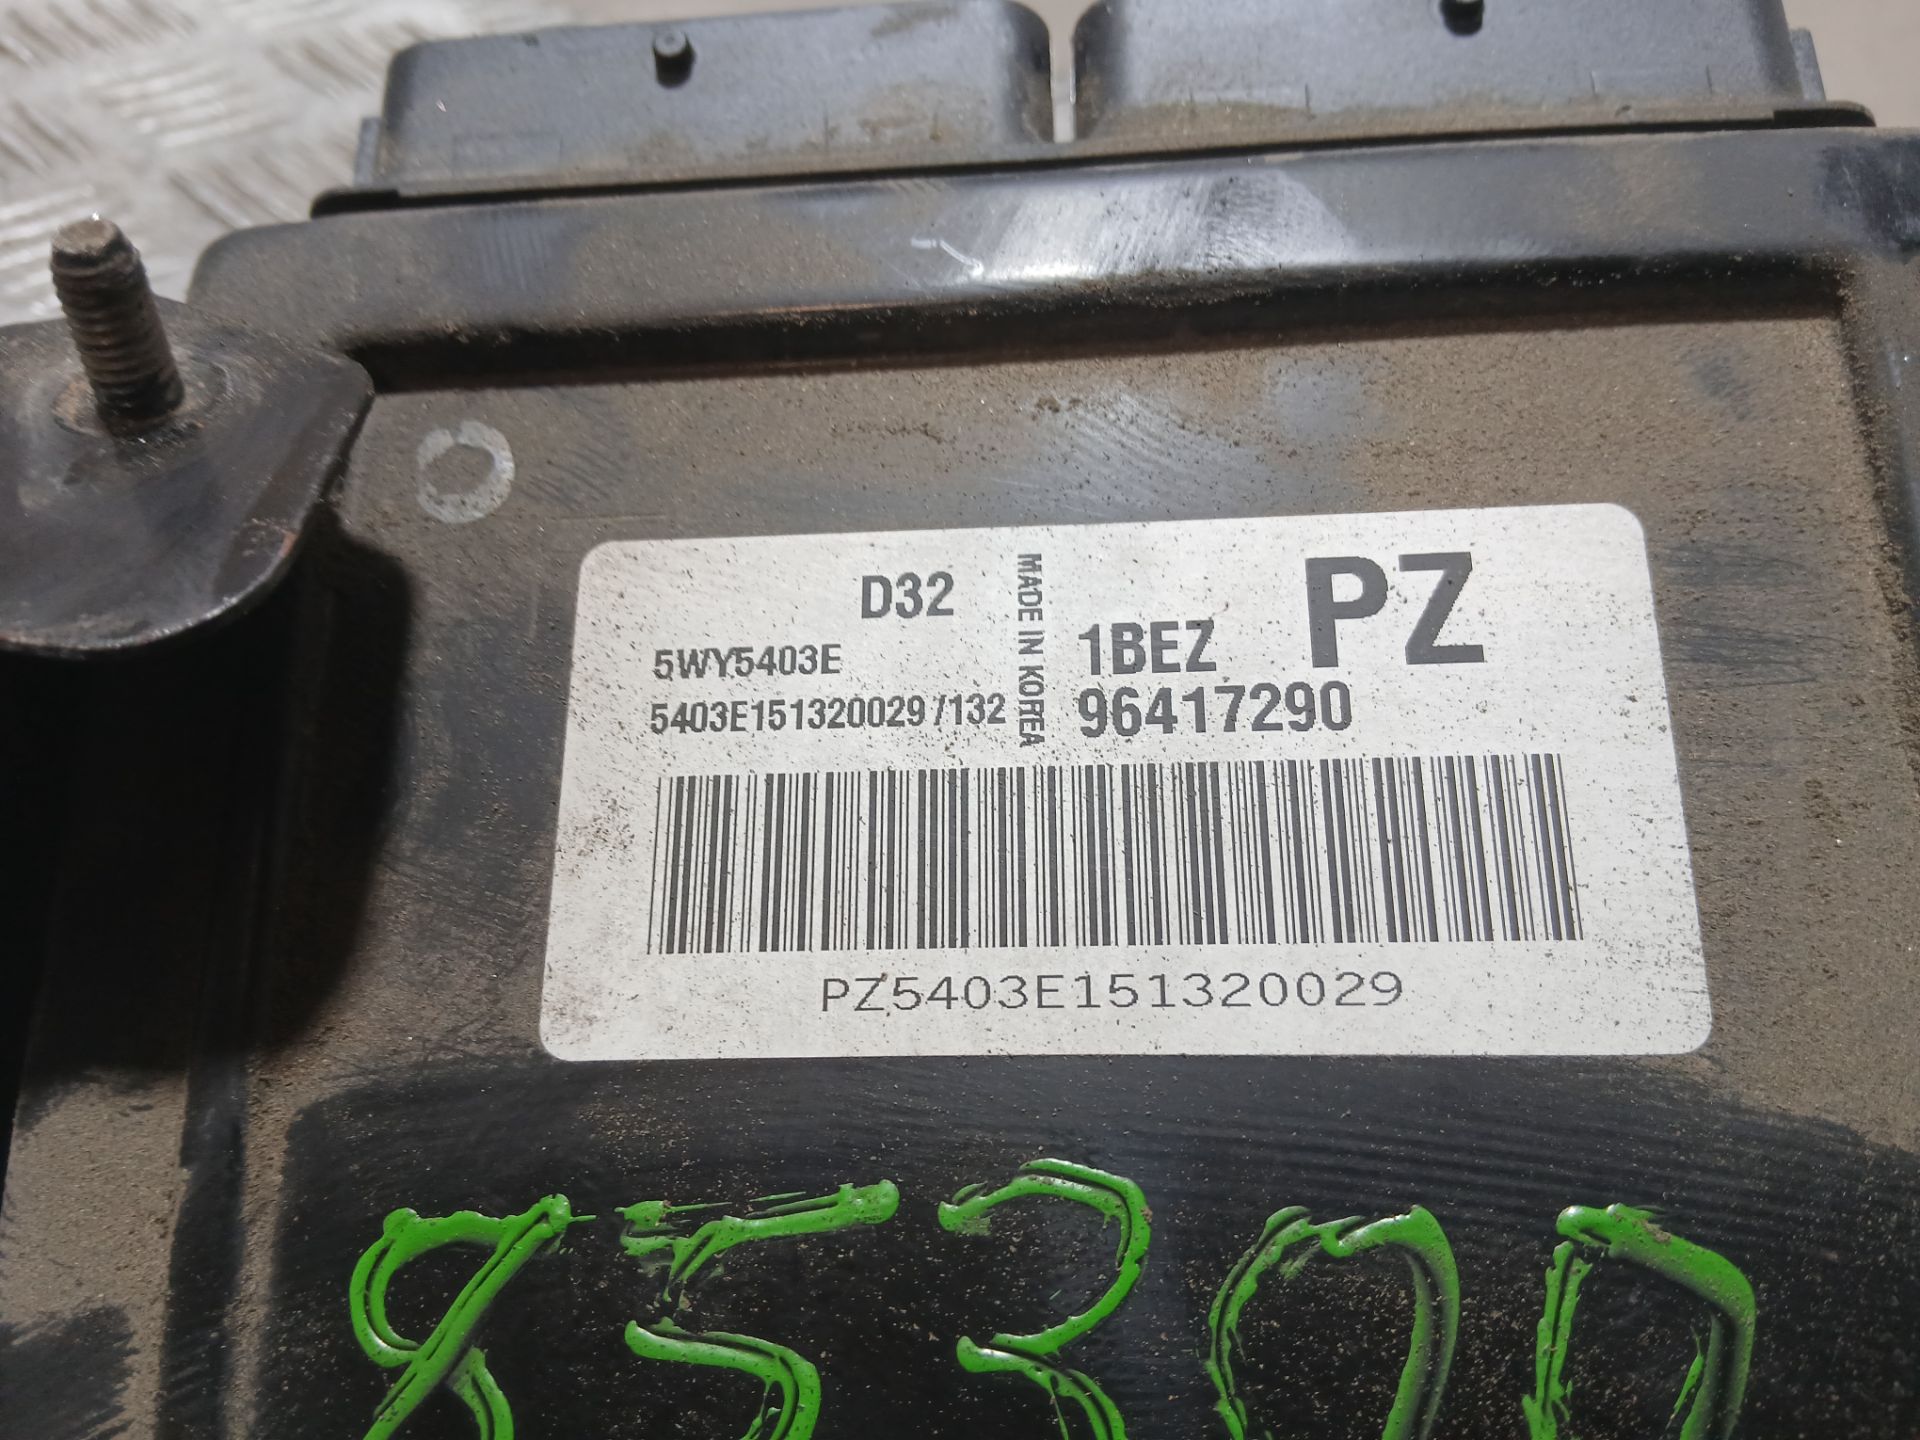 D32
5WY5403E
5403E151320029/132
MADE IN KOREA
1BEZ PZ
96417290
PZ5403E151320029
85300